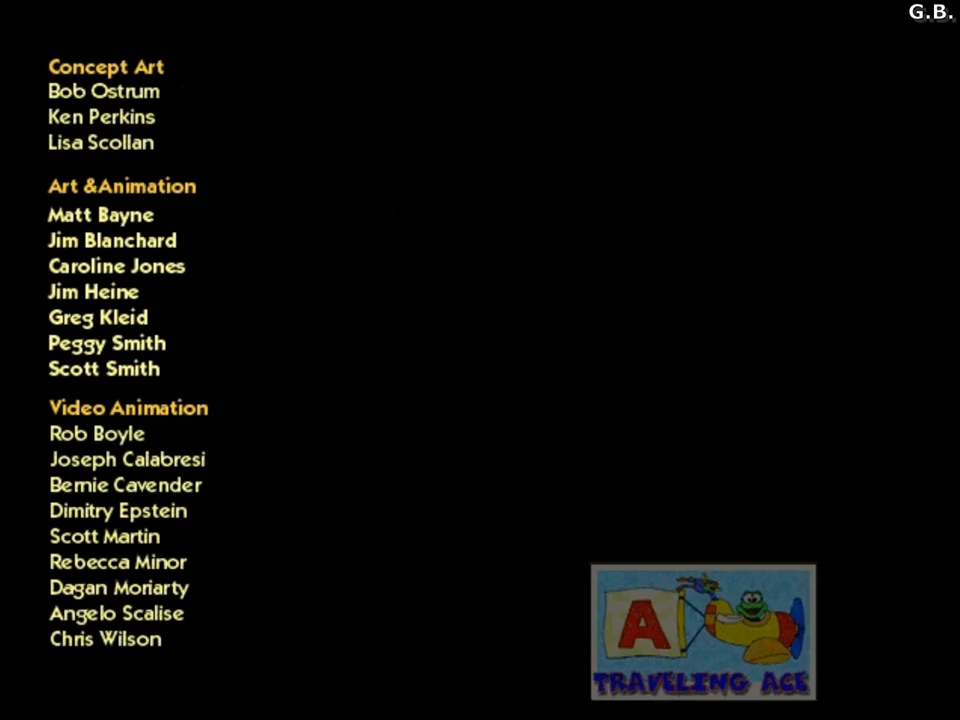 G.B.
Concept Art
Bob Ostrum
Ken Perkins
Lisa Scollan
Art &Animation
Matt Bayne
Jim Blanchard
Caroline Jones
Jim Heine
Greg Kleid
Peggy Smith
Scott Smith
Video Animation
Rob Boyle
Joseph Calabresi
Bernie Cavender
Dimitry Epstein
Scott Martin
Rebecca Minor
Dagan Moriarty
Angelo Scalise
Chris Wilson
A
TRAVELING ACE